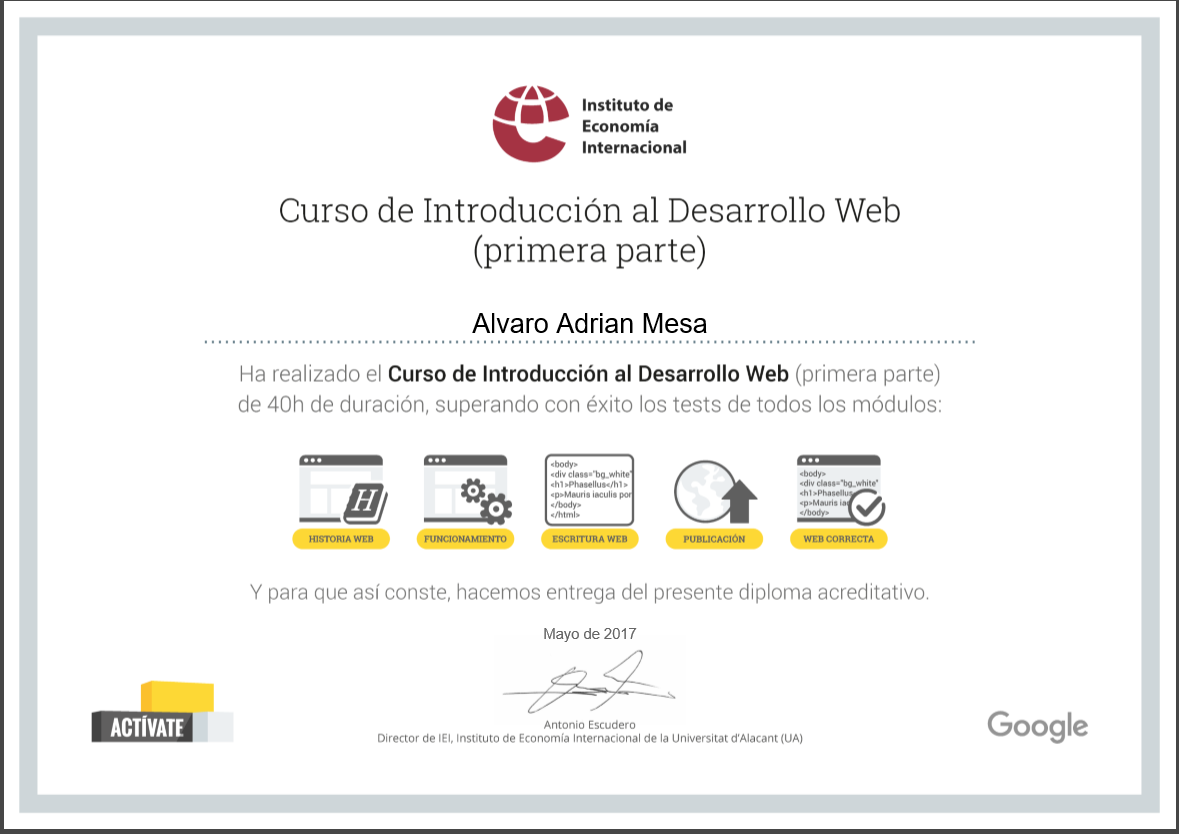 Instituto de
Economía
Internacional
Curso de Introducción al Desarrollo Web
(primera parte)
Alvaro Adrian Mesa
Ha realizado el Curso de Introducción al Desarrollo Web (primera parte)
de 40h de duración, superando con éxito los tests de todos los módulos:
H
<body>
<div class="bg_white"
<h1>Phasellus</h1>
<p>Mauris iaculis por
</body>
</html>
<body>
<div class="bg_white"
<h1>Phasellus
<p>Mauris iac
</body>
HISTORIA WEB
FUNCIONAMIENTO
ESCRITURA WEB
PUBLICACIÓN
WEB CORRECTA
Y para que así conste, hacemos entrega del presente diploma acreditativo.
Mayo de 2017
Antonio Escudero
Director de IEI, Instituto de Economía Internacional de la Universitat d'Alacant (UA)
ACTÍVATE
Google